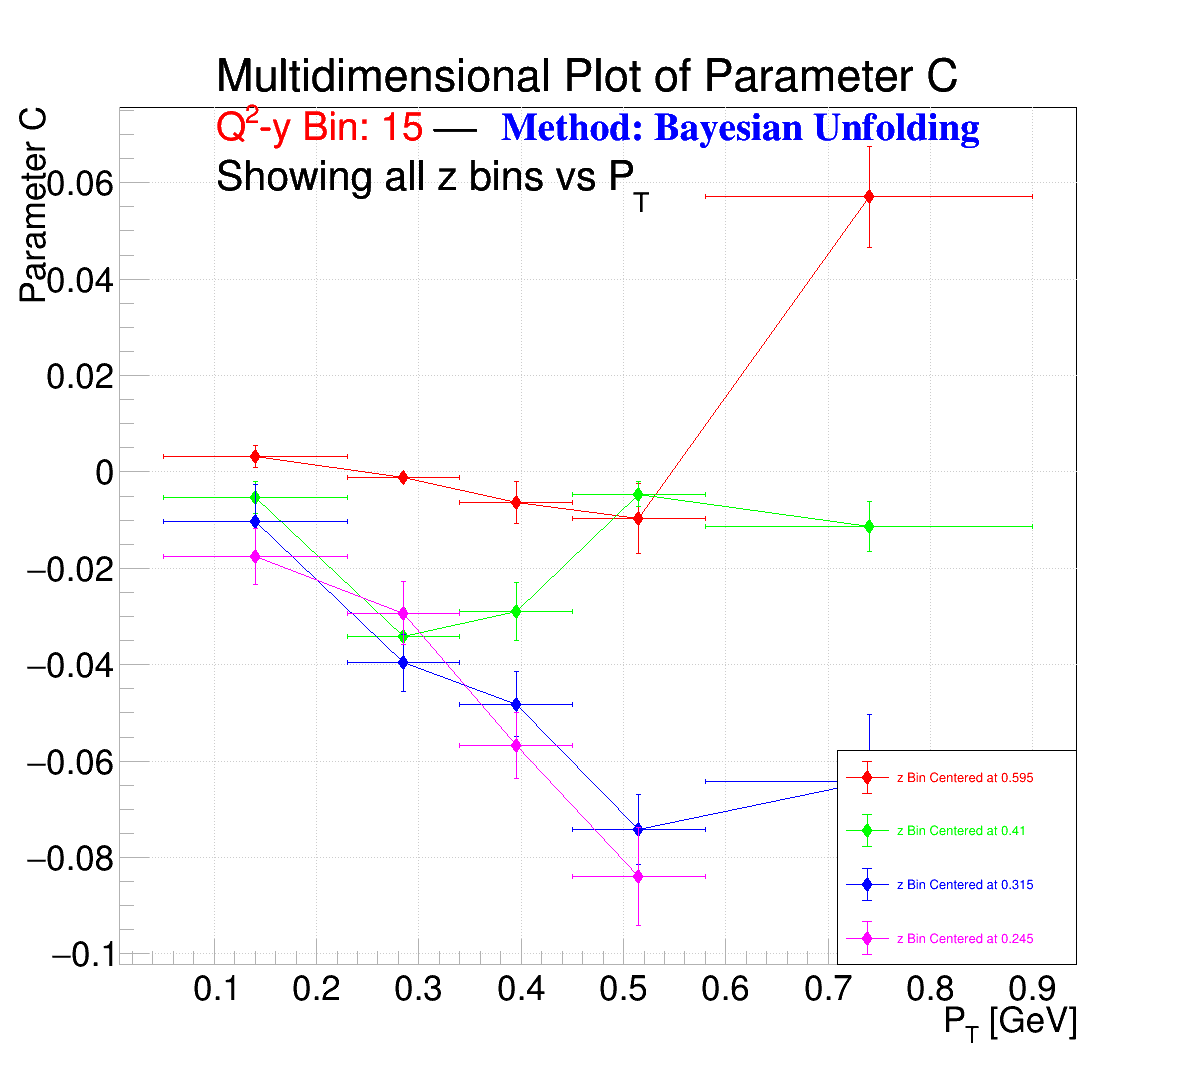 Multidimensional Plot of Parameter C
Q²-y Bin: 15 — Method: Bayesian Unfolding
Showing all z bins vs P_T
Parameter C
0.06
0.04
0.02
0
−0.02
−0.04
−0.06
−0.08
−0.1
z Bin Centered at 0.595
z Bin Centered at 0.41
z Bin Centered at 0.315
z Bin Centered at 0.245
0.1 0.2 0.3 0.4 0.5 0.6 0.7 0.8 0.9
P_T [GeV]